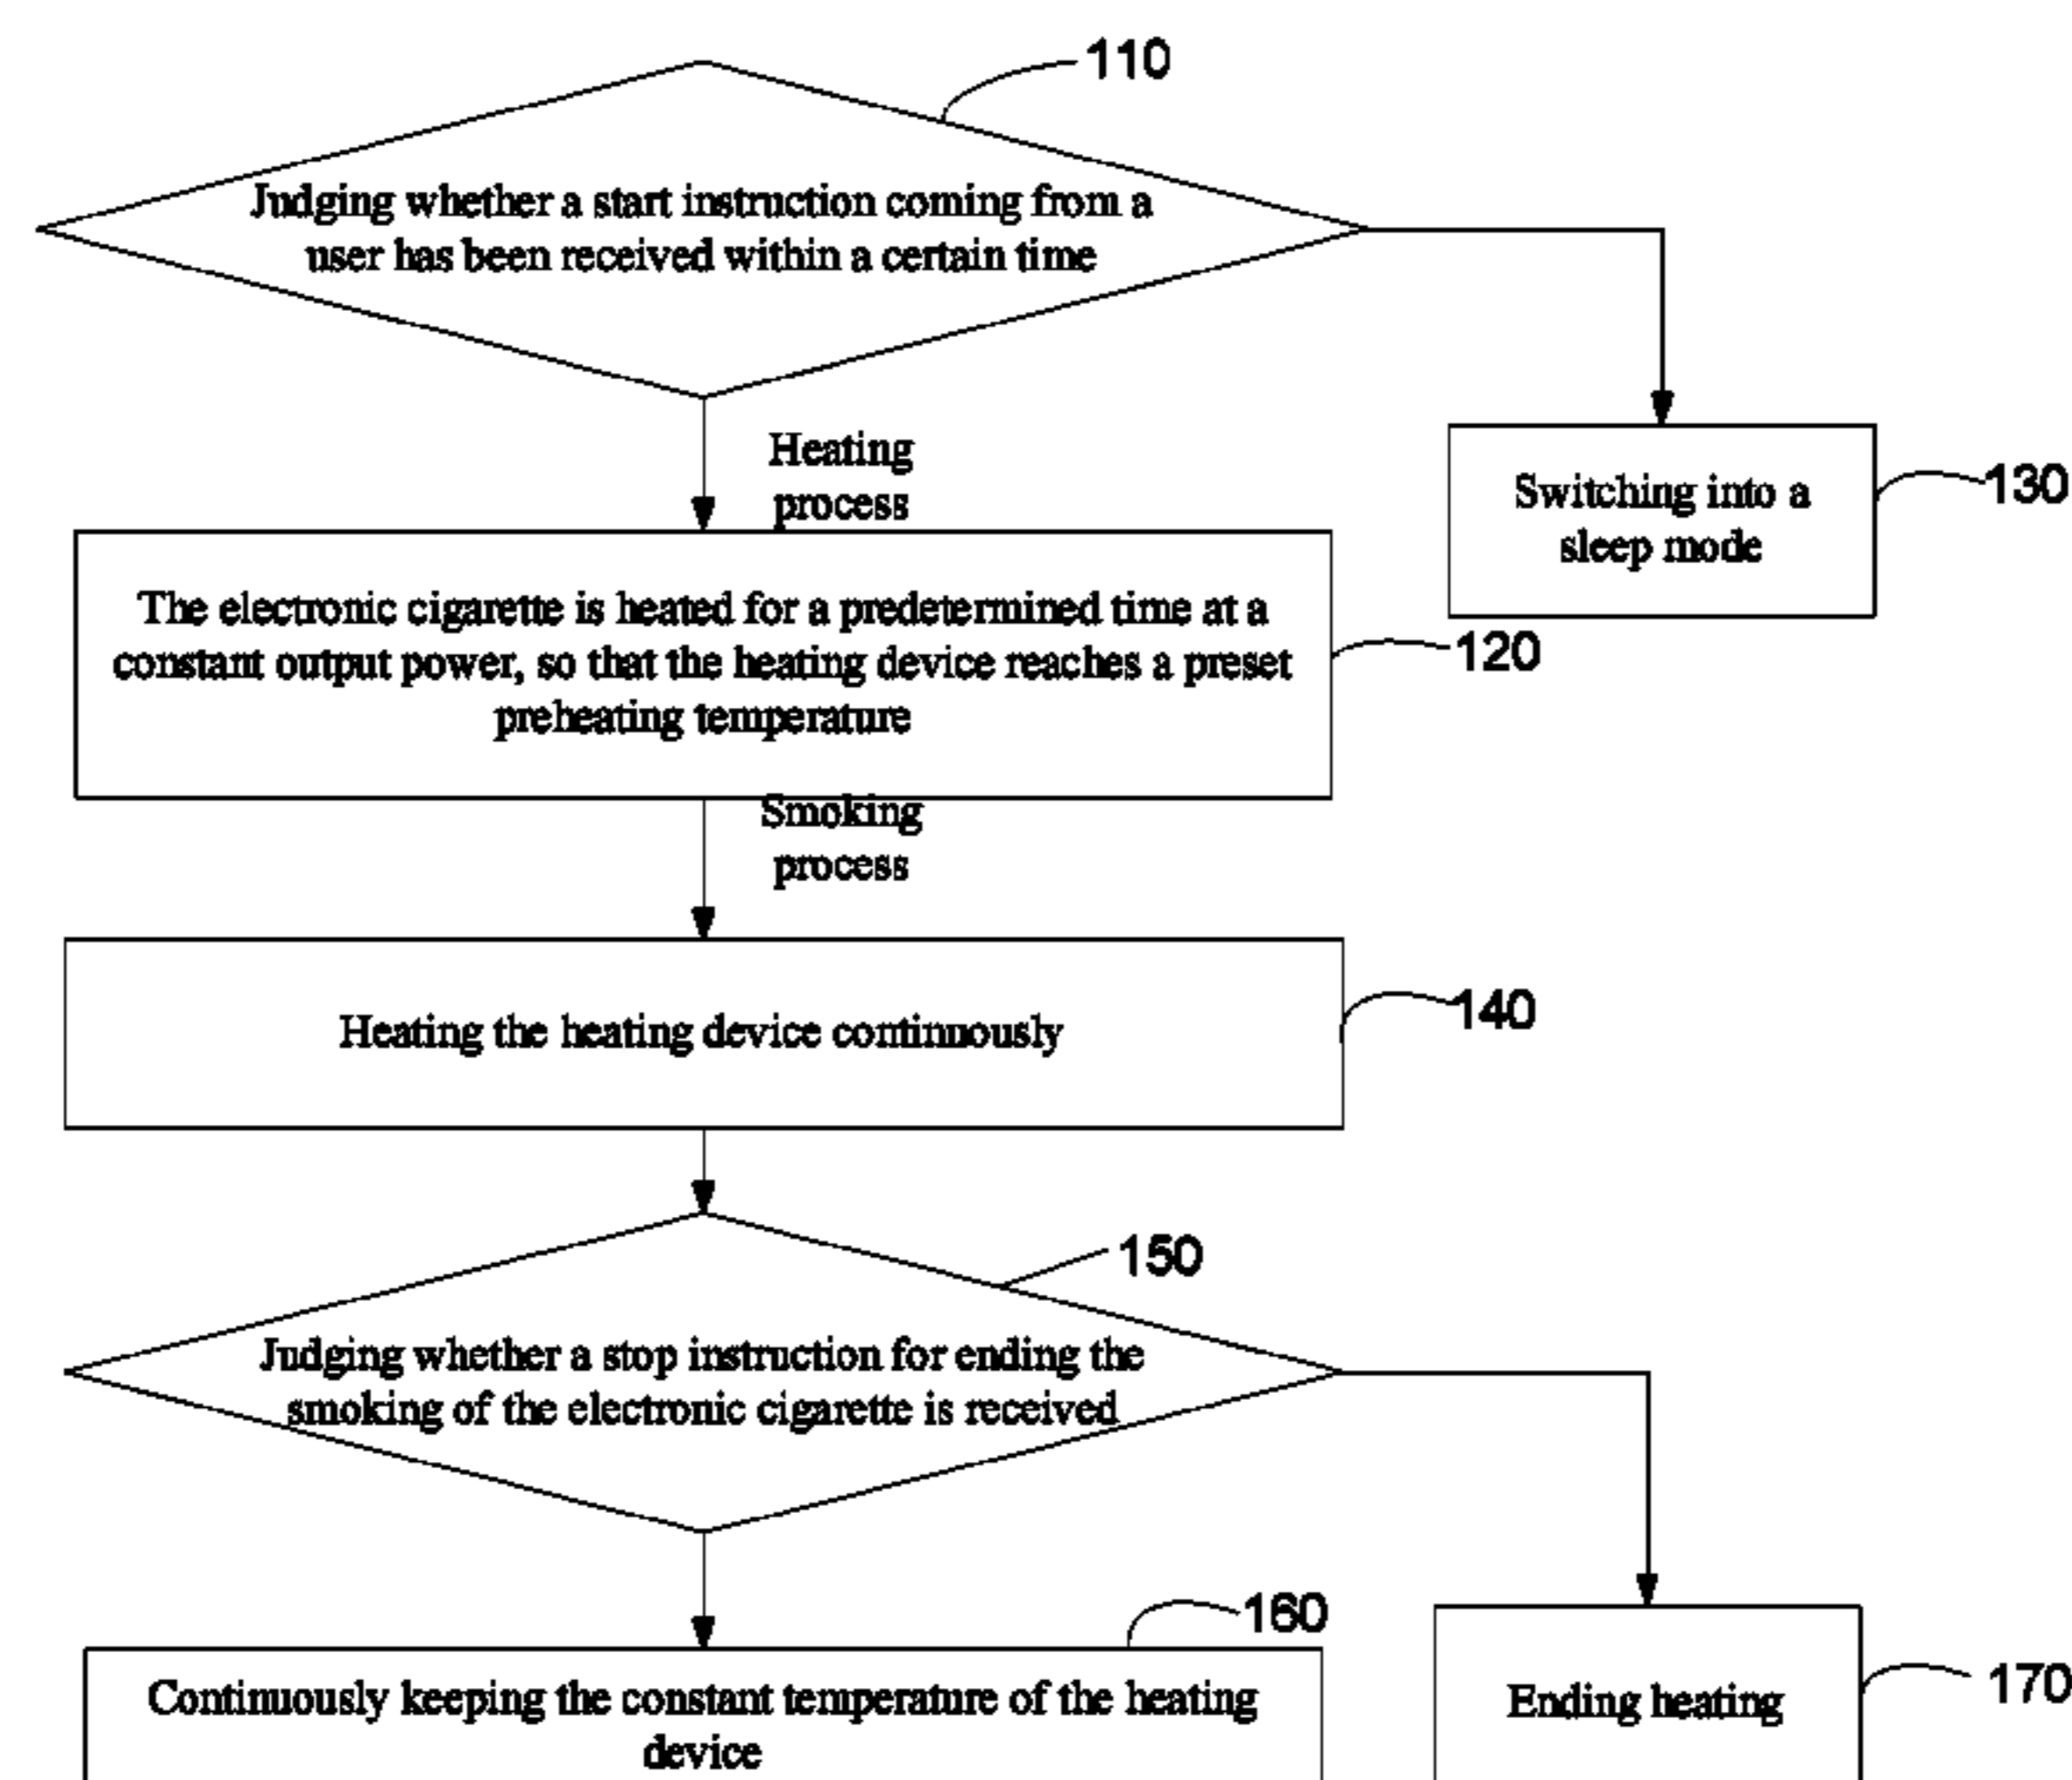 110
Judging whether a start instruction coming from a
user has been received within a certain time
Heating
process
Switching into a
sleep mode
130
The electronic cigarette is heated for a predetermined time at a
constant output power, so that the heating device reaches a preset
preheating temperature
120
Smoking
process
Heating the heating device continuously
140
150
Judging whether a stop instruction for ending the
smoking of the electronic cigarette is received
160
Continuously keeping the constant temperature of the heating
device
Ending heating
170